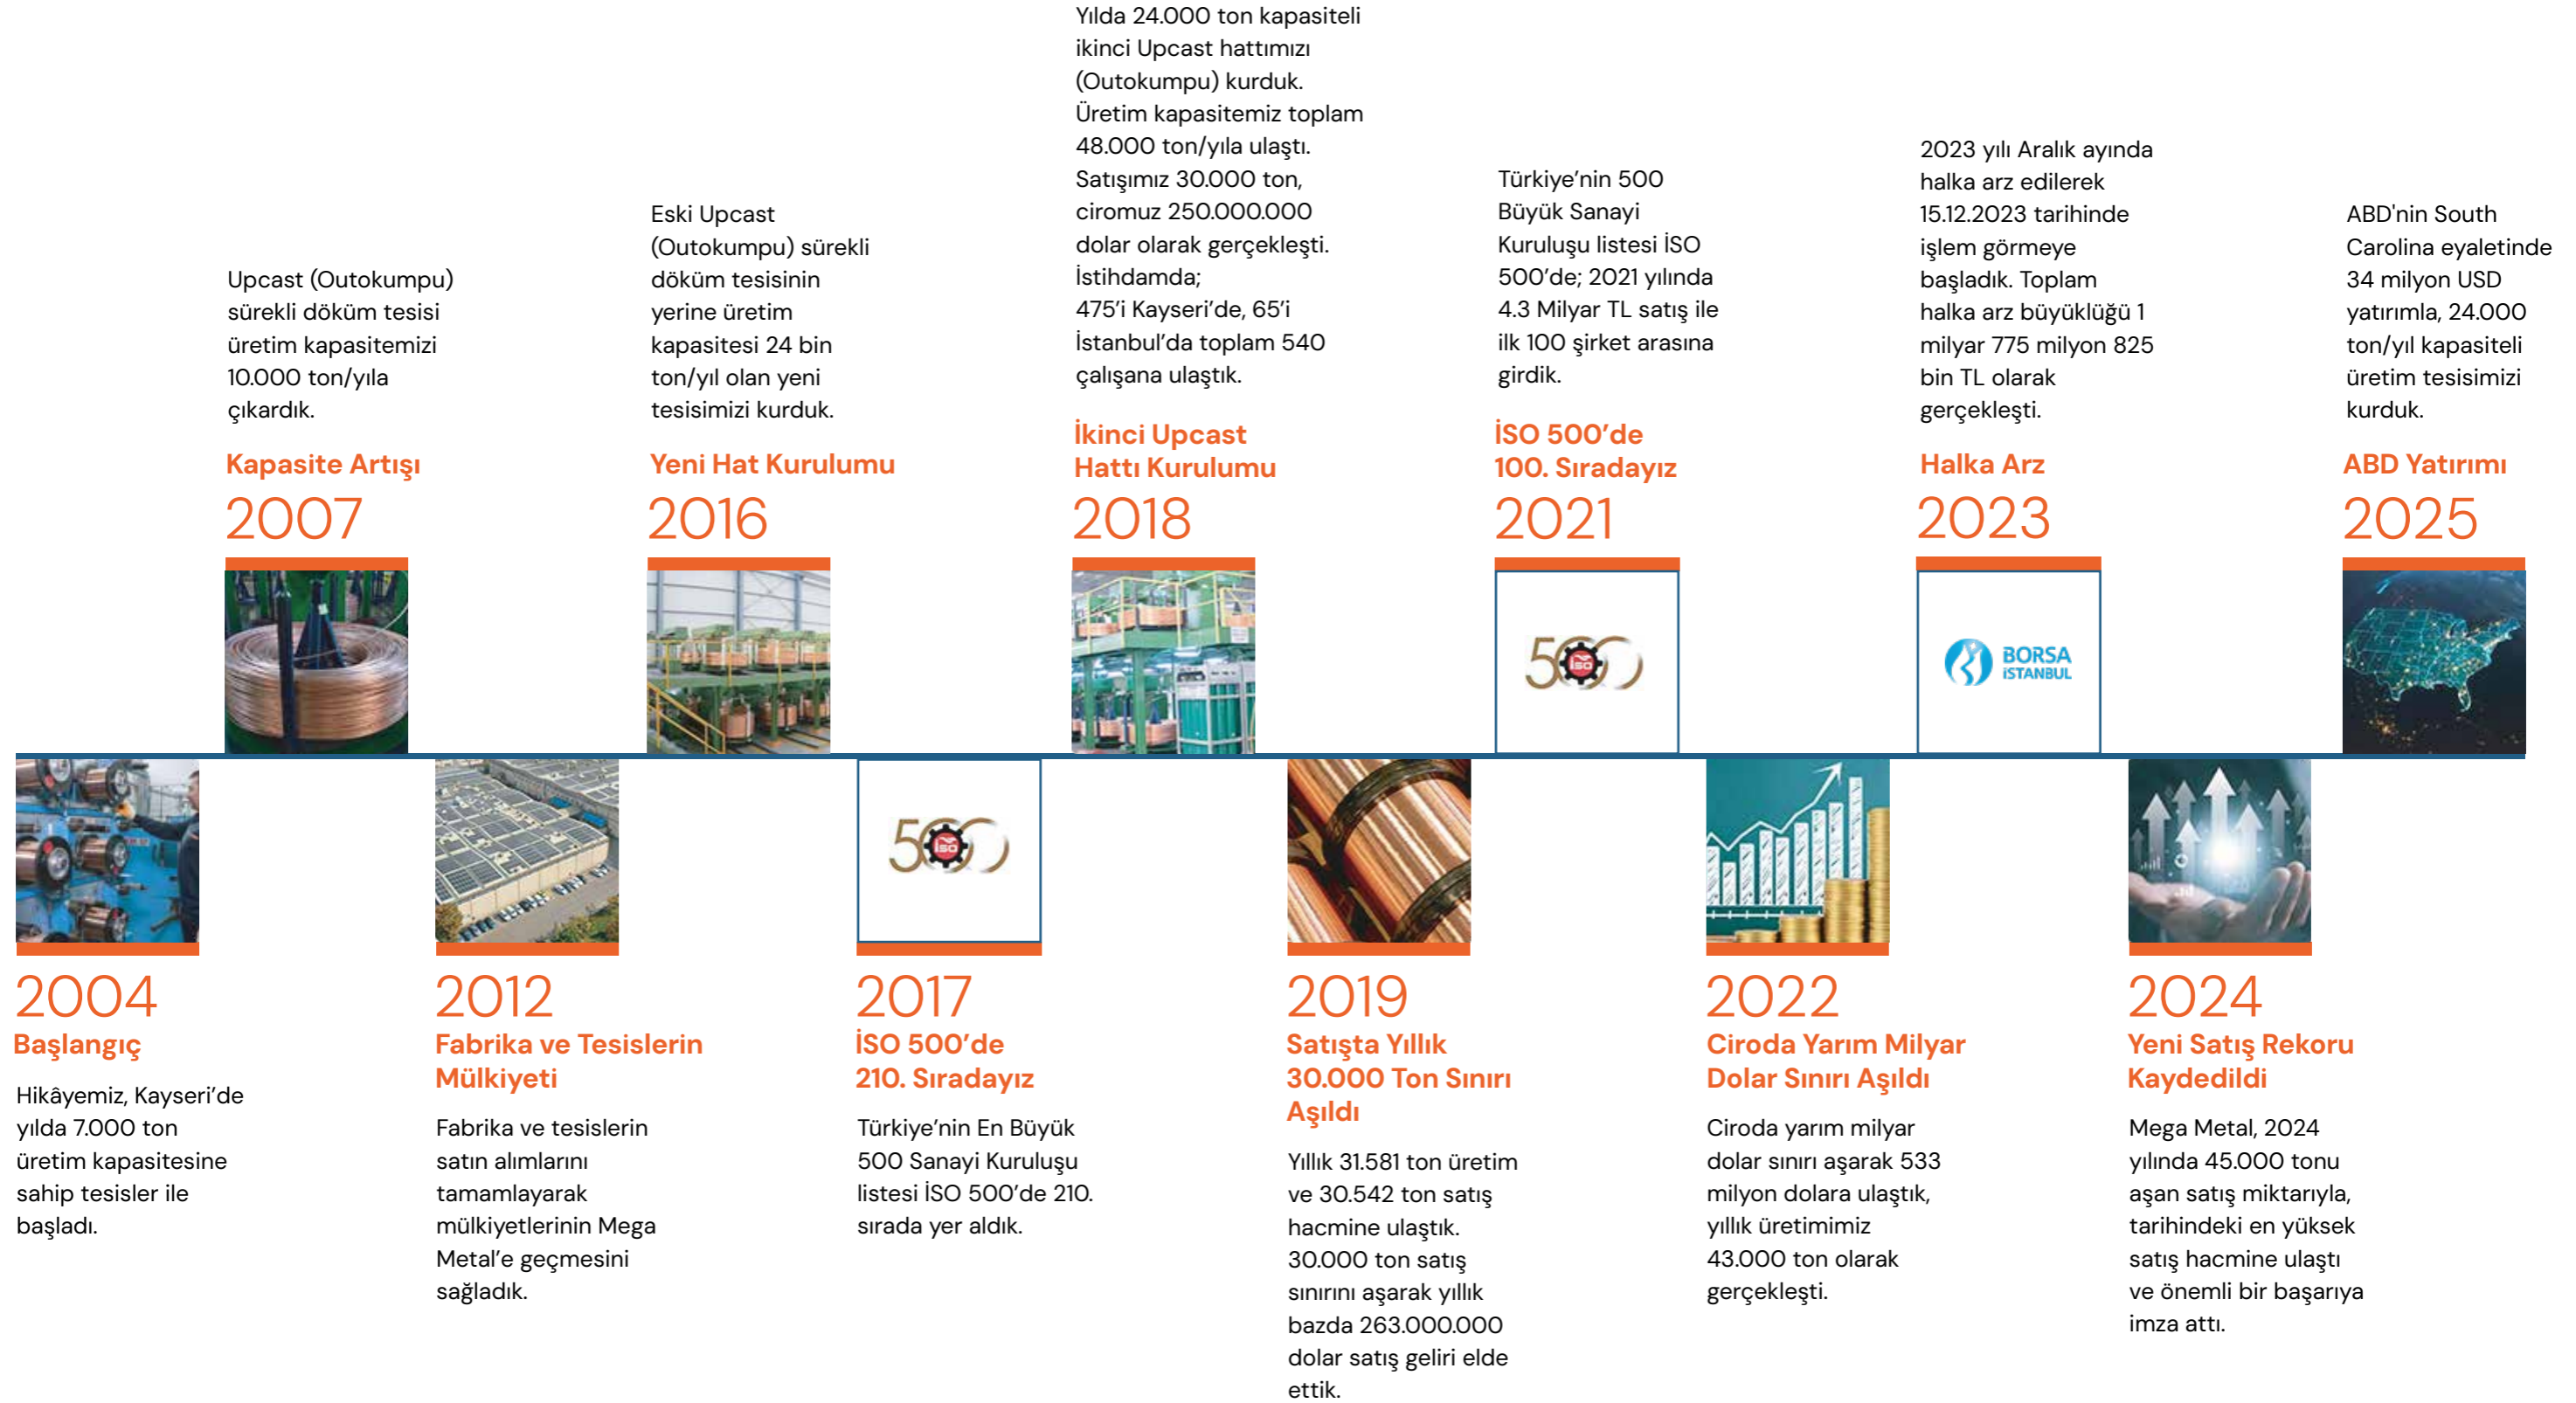 Yılda 24.000 ton kapasiteli
ikinci Upcast hattımızı
(Outokumpu) kurduk.
Üretim kapasitemiz toplam
48.000 ton/yıla ulaştı.
Satışımız 30.000 ton,
ciromuz 250.000.000
dolar olarak gerçekleşti.
İstihdamda;
475’i Kayseri’de, 65’i
İstanbul’da toplam 540
çalışana ulaştık.
Upcast (Outokumpu)
sürekli döküm tesisi
üretim kapasitemizi
10.000 ton/yıla
çıkardık.
Kapasite Artışı
2007
Eski Upcast
(Outokumpu) sürekli
döküm tesisinin
yerine üretim
kapasitesi 24 bin
ton/yıl olan yeni
tesisimizi kurduk.
Yeni Hat Kurulumu
2016
İkinci Upcast
Hattı Kurulumu
2018
Türkiye’nin 500
Büyük Sanayi
Kuruluşu listesi İSO
500’de; 2021 yılında
4.3 Milyar TL satış ile
ilk 100 şirket arasına
girdik.
İSO 500’de
100. Sıradayız
2021
500
İSO
2023 yılı Aralık ayında
halka arz edilerek
15.12.2023 tarihinde
işlem görmeye
başladık. Toplam
halka arz büyüklüğü 1
milyar 775 milyon 825
bin TL olarak
gerçekleşti.
Halka Arz
2023
BORSA
İSTANBUL
ABD'nin South
Carolina eyaletinde
34 milyon USD
yatırımla, 24.000
ton/yıl kapasiteli
üretim tesisimizi
kurduk.
ABD Yatırımı
2025
2004
Başlangıç
Hikâyemiz, Kayseri’de
yılda 7.000 ton
üretim kapasitesine
sahip tesisler ile
başladı.
2012
Fabrika ve Tesislerin
Mülkiyeti
Fabrika ve tesislerin
satın alımlarını
tamamlayarak
mülkiyetlerinin Mega
Metal’e geçmesini
sağladık.
500
İSO
2017
İSO 500’de
210. Sıradayız
Türkiye’nin En Büyük
500 Sanayi Kuruluşu
listesi İSO 500’de 210.
sırada yer aldık.
2019
Satışta Yıllık
30.000 Ton Sınırı
Aşıldı
Yıllık 31.581 ton üretim
ve 30.542 ton satış
hacmine ulaştık.
30.000 ton satış
sınırını aşarak yıllık
bazda 263.000.000
dolar satış geliri elde
ettik.
2022
Ciroda Yarım Milyar
Dolar Sınırı Aşıldı
Ciroda yarım milyar
dolar sınırı aşarak 533
milyon dolara ulaştık,
yıllık üretimimiz
43.000 ton olarak
gerçekleşti.
2024
Yeni Satış Rekoru
Kaydedildi
Mega Metal, 2024
yılında 45.000 tonu
aşan satış miktarıyla,
tarihindeki en yüksek
satış hacmine ulaştı
ve önemli bir başarıya
imza attı.